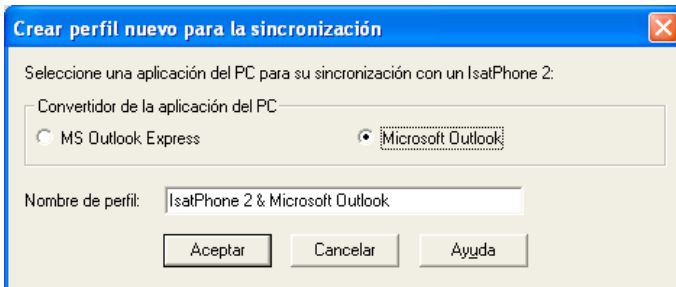 Crear perfil nuevo para la sincronización
Seleccione una aplicación del PC para su sincronización con un IsatPhone 2:
Convertidor de la aplicación del PC
MS Outlook Express Microsoft Outlook
Nombre de perfil: IsatPhone 2 & Microsoft Outlook
Aceptar Cancelar Ayuda